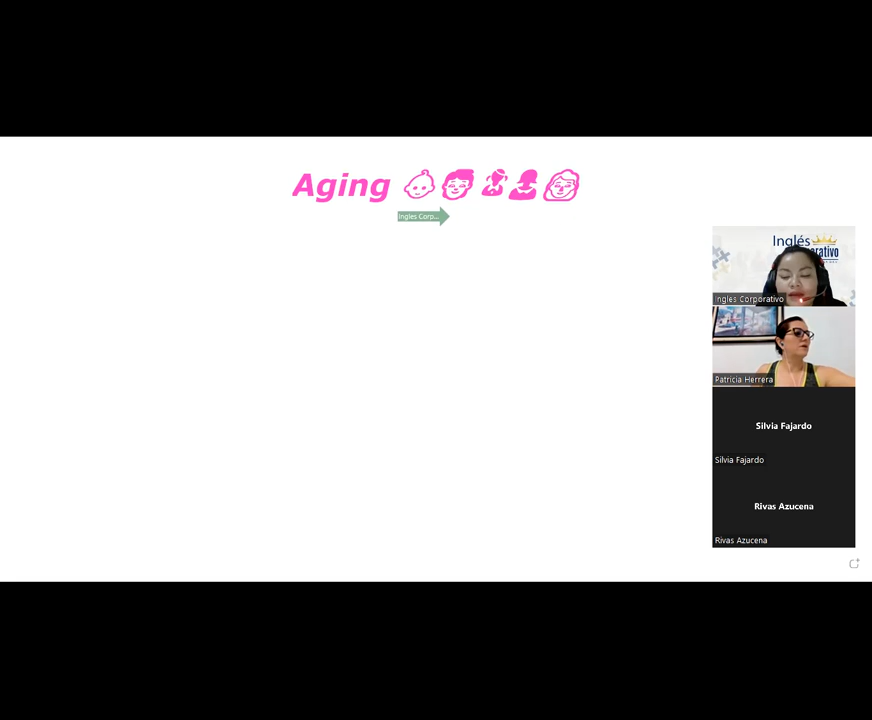 Aging
Ingles Corp...
Inglés
Ingles Corporativo
Patricia Herrera
Silvia Fajardo
Silvia Fajardo
Rivas Azucena
Rivas Azucena